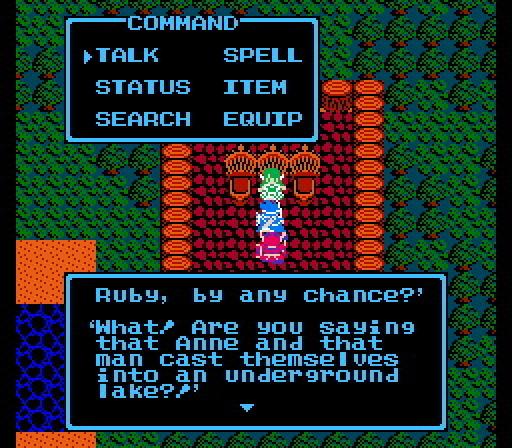 COMMAND
TALK SPELL
STATUS ITEM
SEARCH EQUIP
Ruby, by any chance?’
‘What! Are you saying
that Anne and that
man cast themselves
into an underground
lake?!’